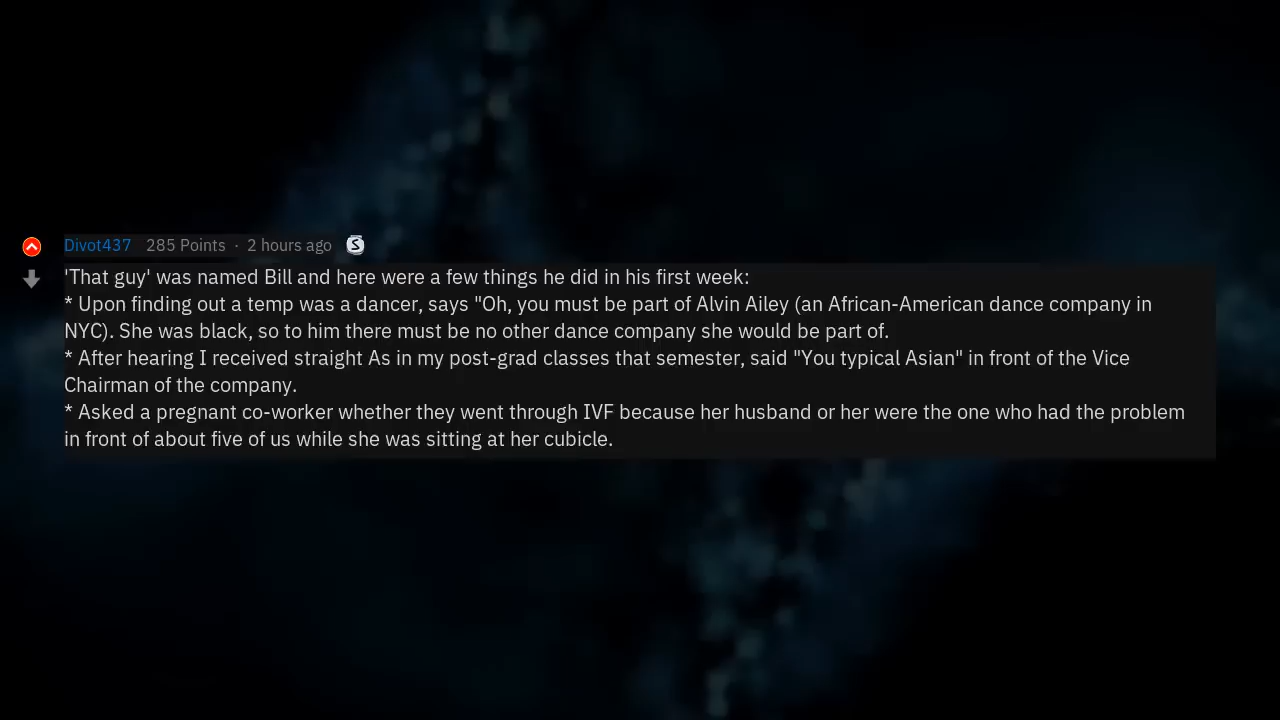 Divot437 285 Points · 2 hours ago
'That guy' was named Bill and here were a few things he did in his first week:
* Upon finding out a temp was a dancer, says "Oh, you must be part of Alvin Ailey (an African-American dance company in
NYC). She was black, so to him there must be no other dance company she would be part of.
* After hearing I received straight As in my post-grad classes that semester, said "You typical Asian" in front of the Vice
Chairman of the company.
* Asked a pregnant co-worker whether they went through IVF because her husband or her were the one who had the problem
in front of about five of us while she was sitting at her cubicle.